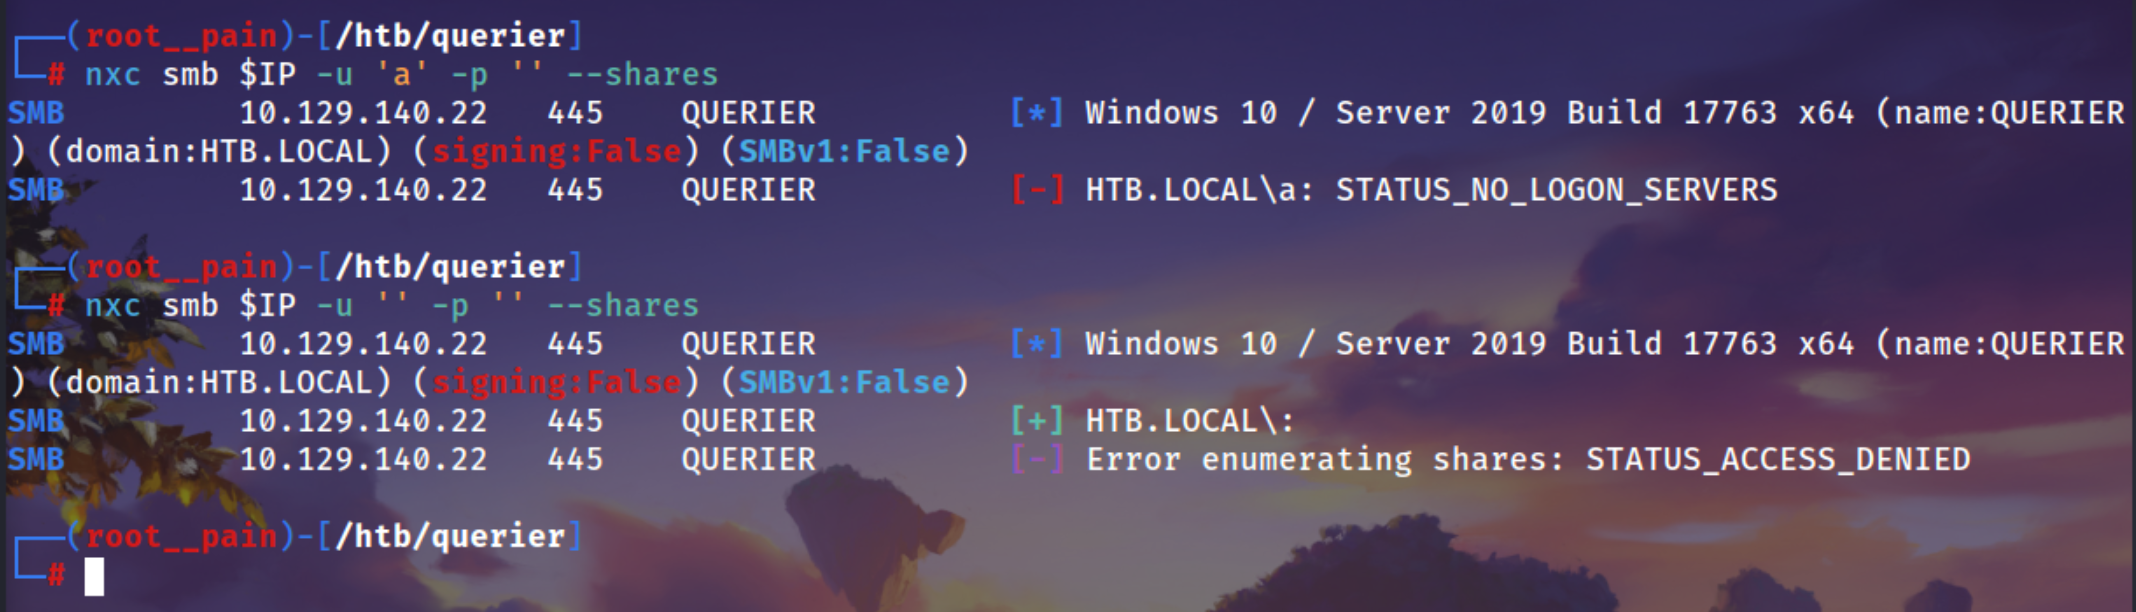 ┌──(root__pain)-[/htb/querier]
└─# nxc smb $IP -u 'a' -p '' --shares
SMB         10.129.140.22   445    QUERIER          [*] Windows 10 / Server 2019 Build 17763 x64 (name:QUERIER
) (domain:HTB.LOCAL) (signing:False) (SMBv1:False)
SMB         10.129.140.22   445    QUERIER          [-] HTB.LOCAL\a: STATUS_NO_LOGON_SERVERS
┌──(root__pain)-[/htb/querier]
└─# nxc smb $IP -u '' -p '' --shares
SMB         10.129.140.22   445    QUERIER          [*] Windows 10 / Server 2019 Build 17763 x64 (name:QUERIER
) (domain:HTB.LOCAL) (signing:False) (SMBv1:False)
SMB         10.129.140.22   445    QUERIER          [+] HTB.LOCAL\:
SMB         10.129.140.22   445    QUERIER          [-] Error enumerating shares: STATUS_ACCESS_DENIED
┌──(root__pain)-[/htb/querier]
└─#